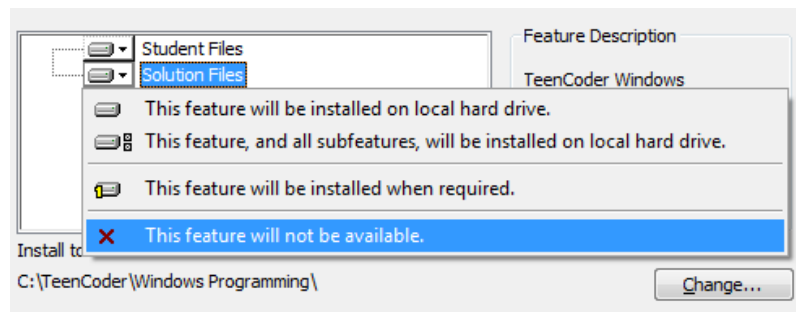 Student Files
Solution Files
Feature Description
TeenCoder Windows
This feature will be installed on local hard drive.
This feature, and all subfeatures, will be installed on local hard drive.
This feature will be installed when required.
This feature will not be available.
Install to
C:\TeenCoder\Windows Programming\
Change...